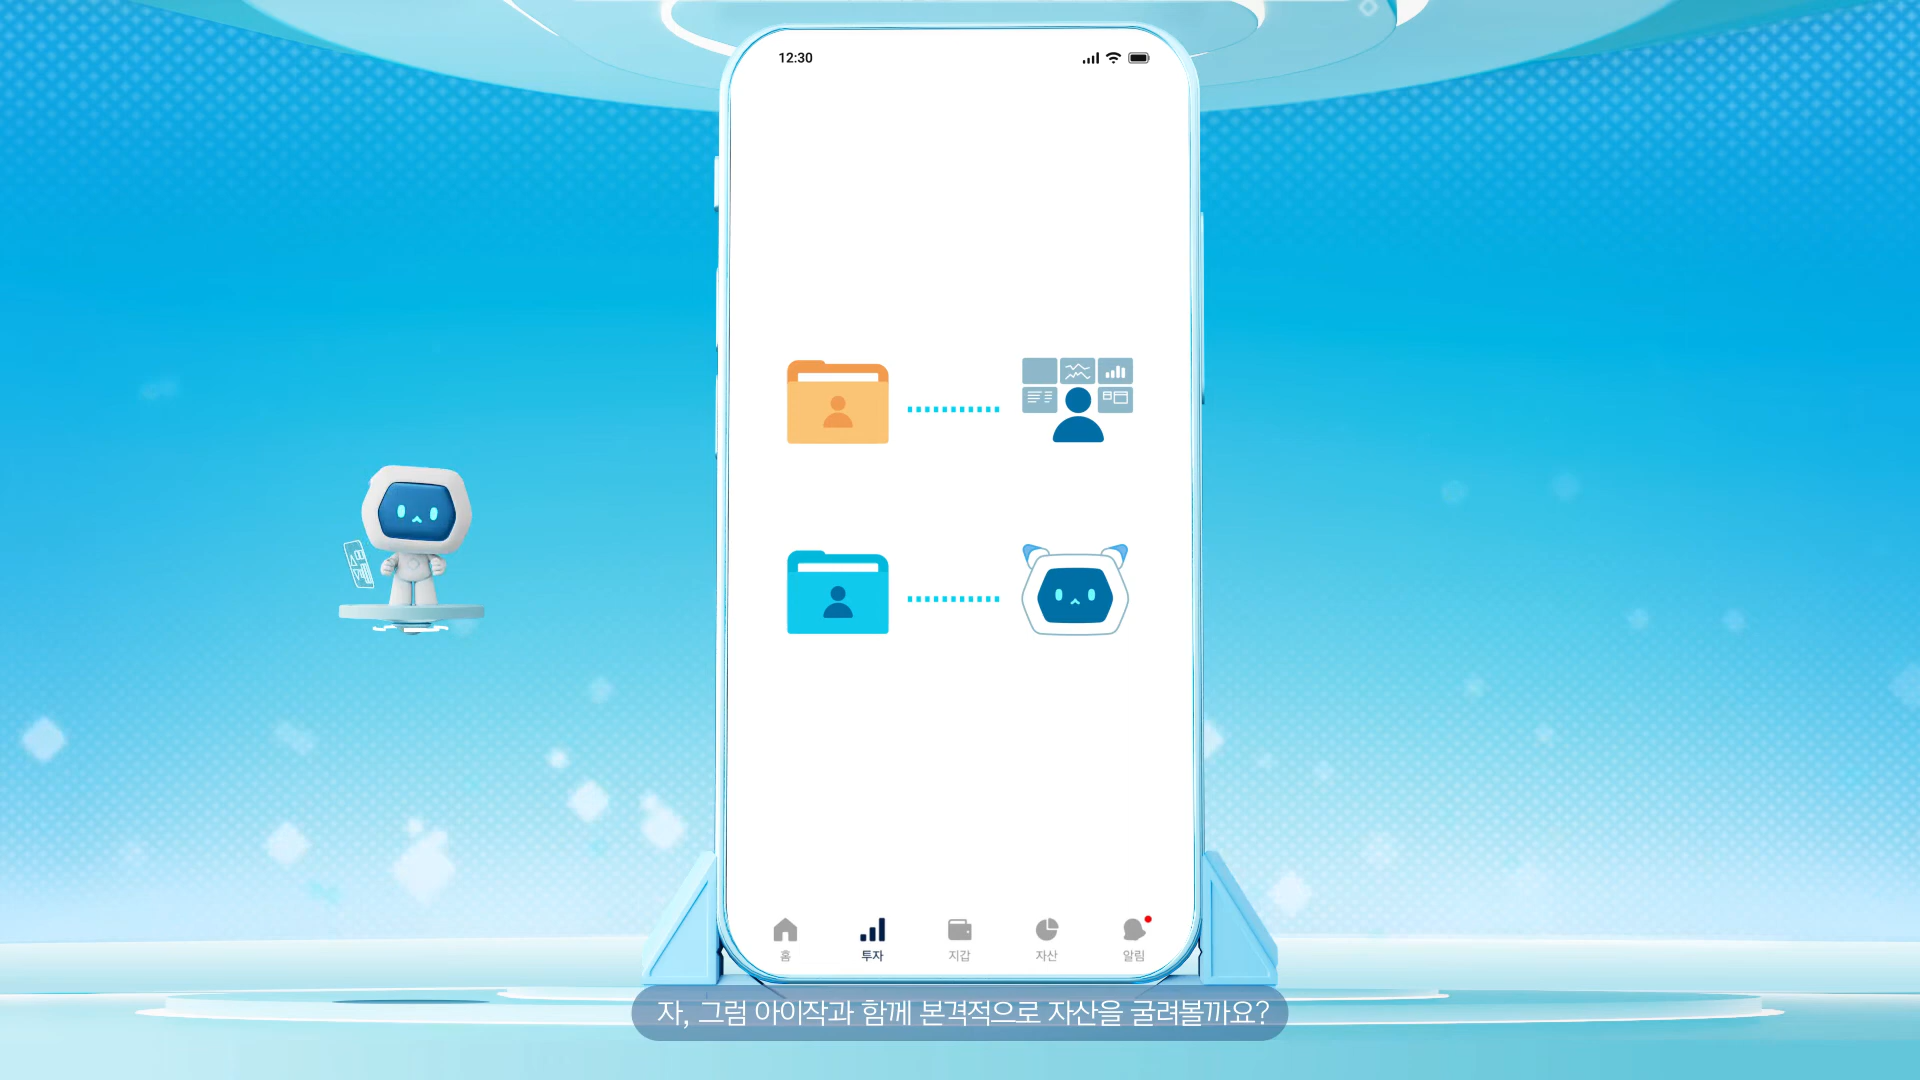 12:30
홈
투자
지갑
자산
알림
자, 그럼 아이작과 함께 본격적으로 자산을 굴려볼까요?